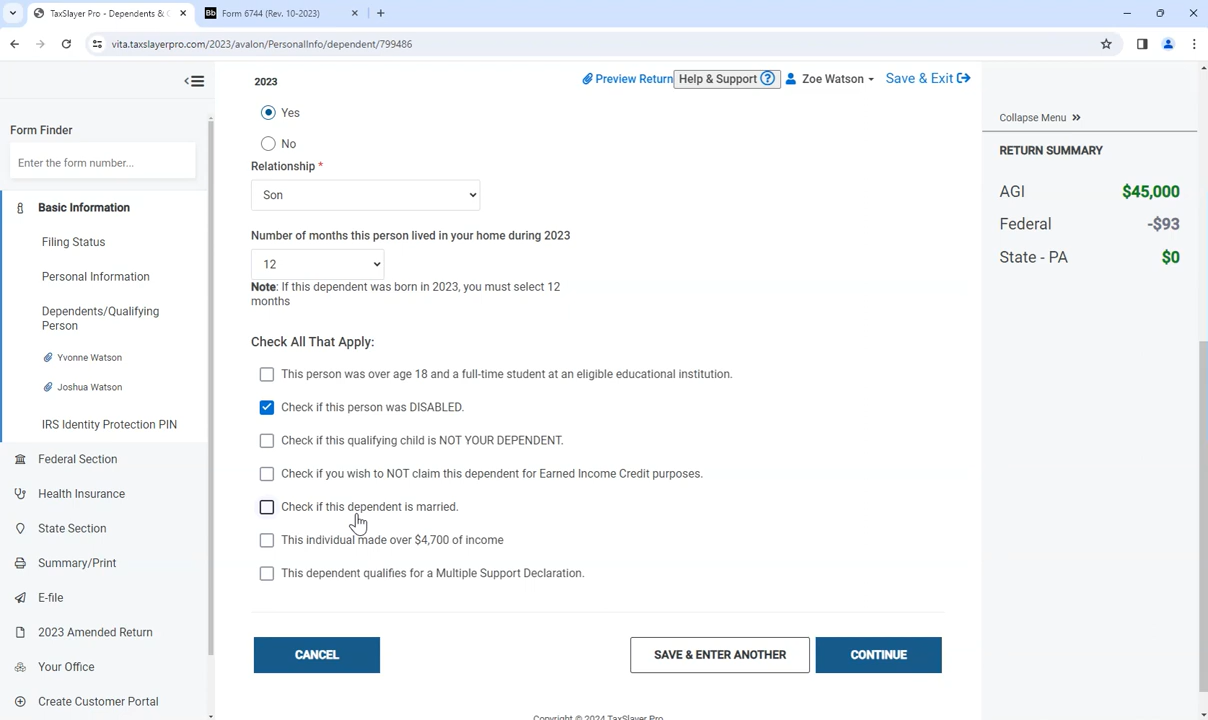 TaxSlayer Pro - Dependents & Q
Form 6744 (Rev. 10-2023)
vita.taxslayerpro.com/2023/avalon/PersonalInfo/dependent/799486
2023
Preview Return
Help & Support ?
Zoe Watson
Save & Exit
Form Finder
Enter the form number...
Basic Information
Filing Status
Personal Information
Dependents/Qualifying
Person
Yvonne Watson
Joshua Watson
IRS Identity Protection PIN
Federal Section
Health Insurance
State Section
Summary/Print
E-file
2023 Amended Return
Your Office
Create Customer Portal
Yes
No
Relationship *
Son
Number of months this person lived in your home during 2023
12
Note: If this dependent was born in 2023, you must select 12
months
Check All That Apply:
This person was over age 18 and a full-time student at an eligible educational institution.
Check if this person was DISABLED.
Check if this qualifying child is NOT YOUR DEPENDENT.
Check if you wish to NOT claim this dependent for Earned Income Credit purposes.
Check if this dependent is married.
This individual made over $4,700 of income
This dependent qualifies for a Multiple Support Declaration.
CANCEL
SAVE & ENTER ANOTHER
CONTINUE
Copyright © 2024 TaxSlayer Pro
Collapse Menu
RETURN SUMMARY
AGI $45,000
Federal -$93
State - PA $0